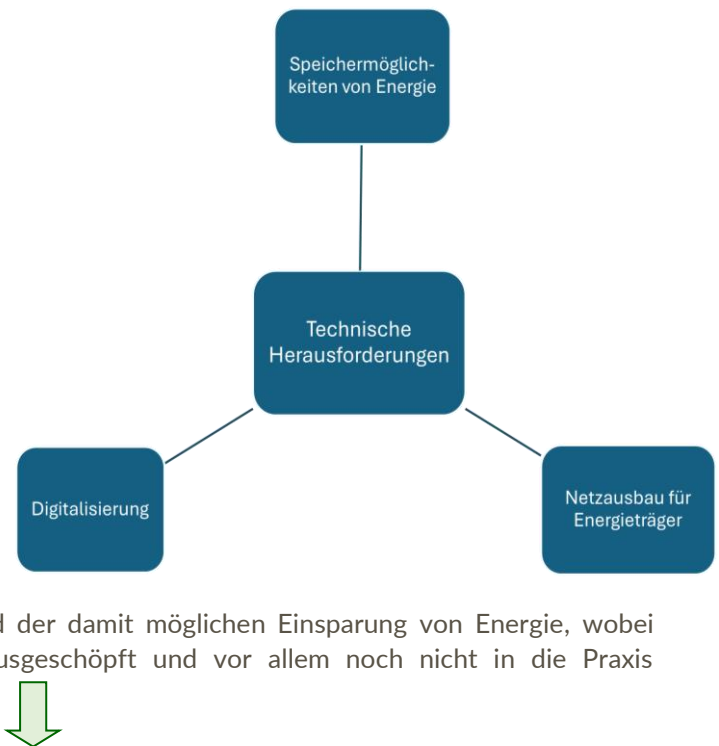 Speichermöglich-
keiten von Energie
Technische
Herausforderungen
Digitalisierung
Netzausbau für
Energieträger
der damit möglichen Einsparung von Energie, wobei
und vor allem noch nicht in die Praxis